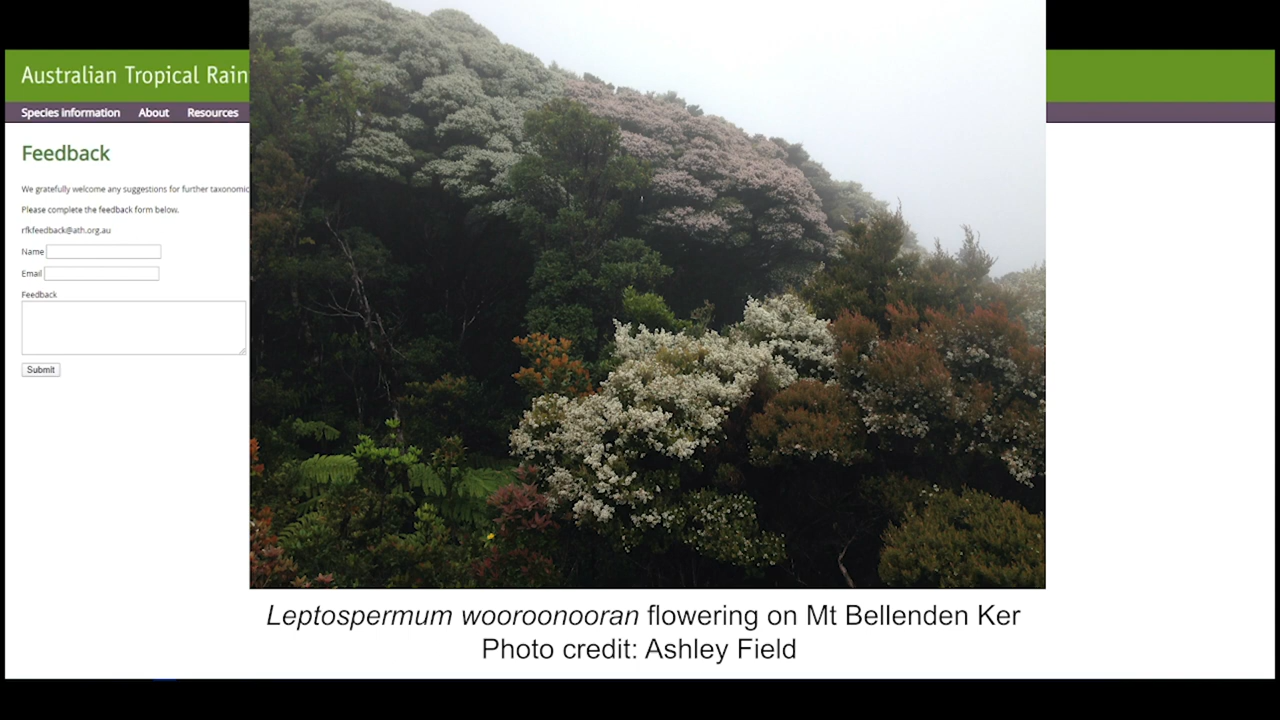 Australian Tropical Rain
Species information About Resources
Feedback
We gratefully welcome any suggestions for further taxonomic
Please complete the feedback form below.
rfkfeedback@ath.org.au
Name
Email
Feedback
Submit
Leptospermum wooroonooran flowering on Mt Bellenden Ker
Photo credit: Ashley Field